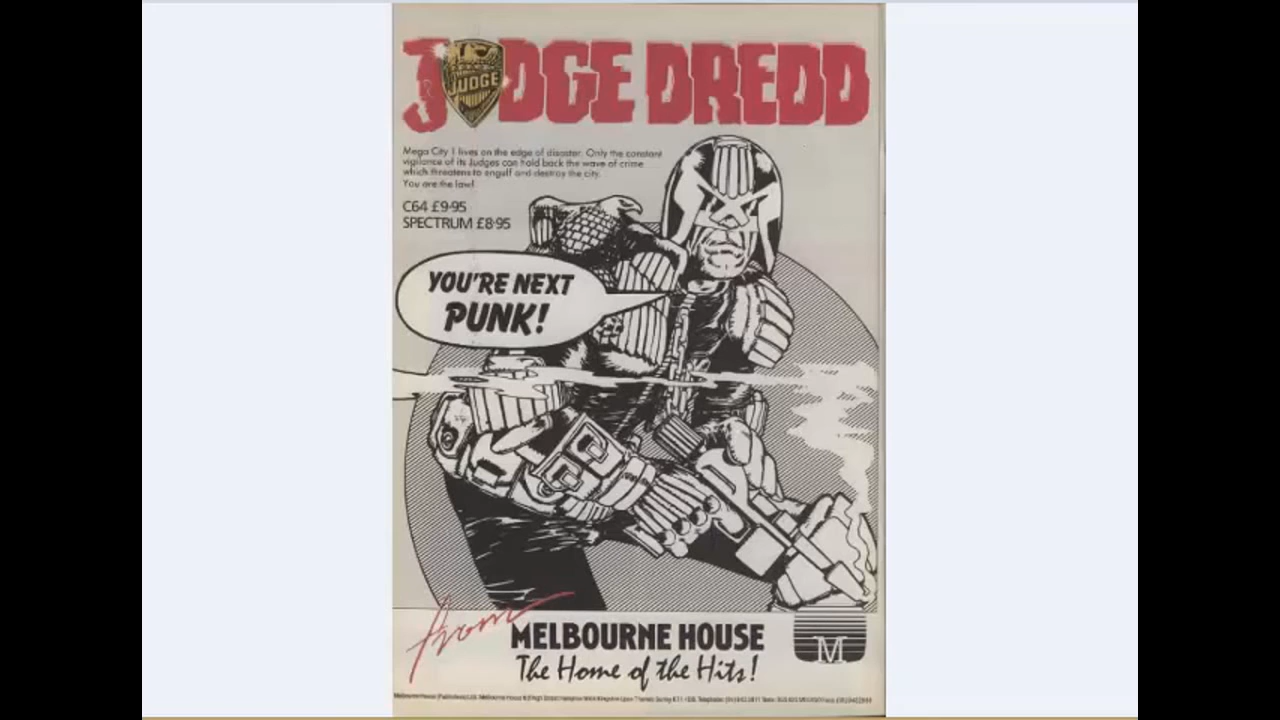 JUDGE DREDD
JUDGE
Mega City 1 lives on the edge of disaster. Only the constant
vigilance of its Judges can hold back the wave of crime
which threatens to engulf and destroy the city.
You are the law!
C64 £9·95
SPECTRUM £8·95
YOU'RE NEXT
PUNK!
from
MELBOURNE HOUSE
M
The Home of the Hits!